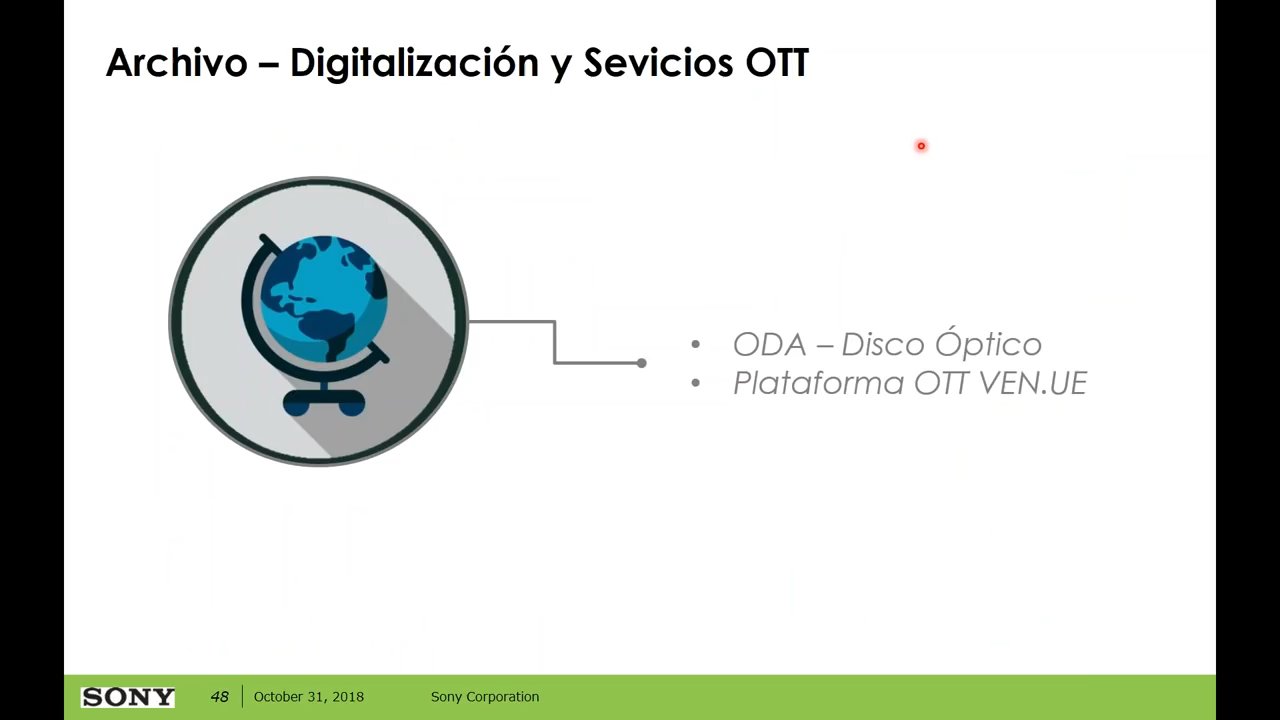 Archivo – Digitalización y Sevicios OTT
• ODA – Disco Óptico
• Plataforma OTT VEN.UE
SONY 48 October 31, 2018 Sony Corporation